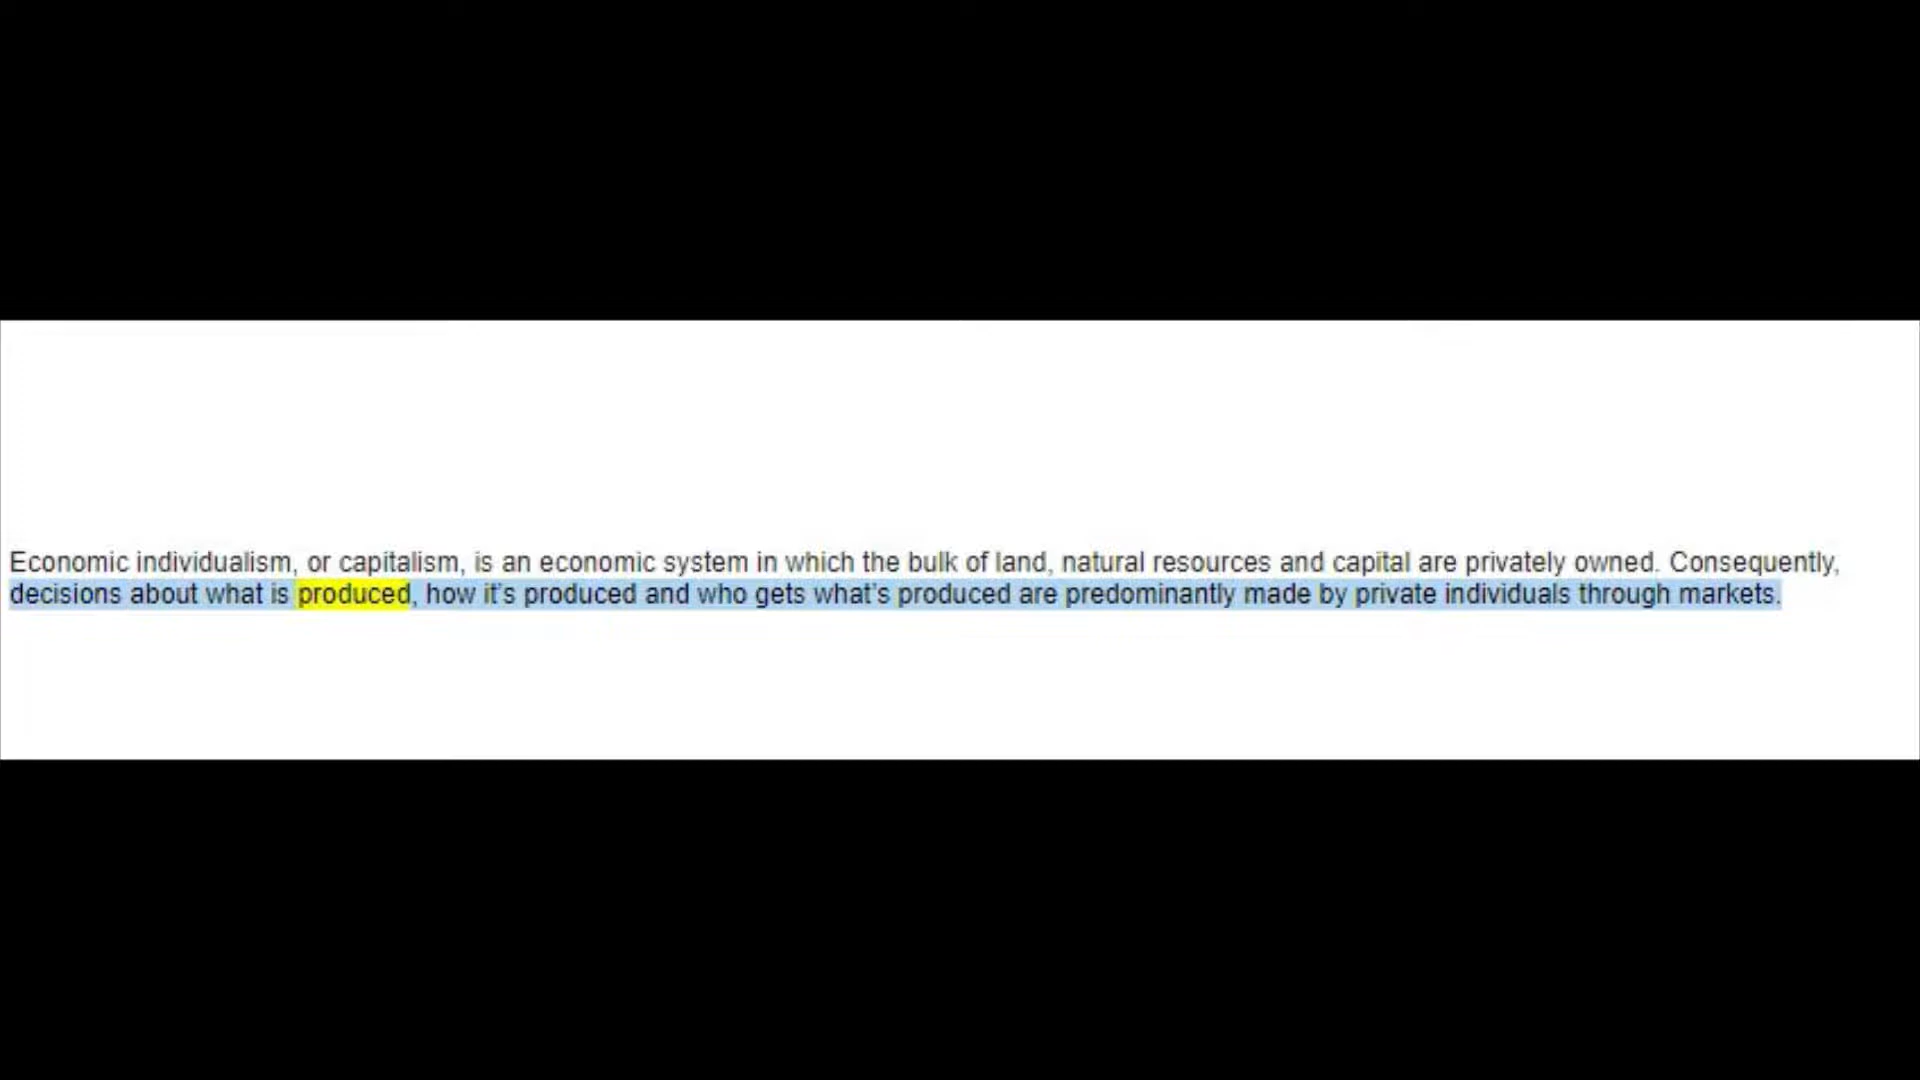 Economic individualism, or capitalism, is an economic system in which the bulk of land, natural resources and capital are privately owned. Consequently,
decisions about what is produced, how it's produced and who gets what's produced are predominantly made by private individuals through markets.